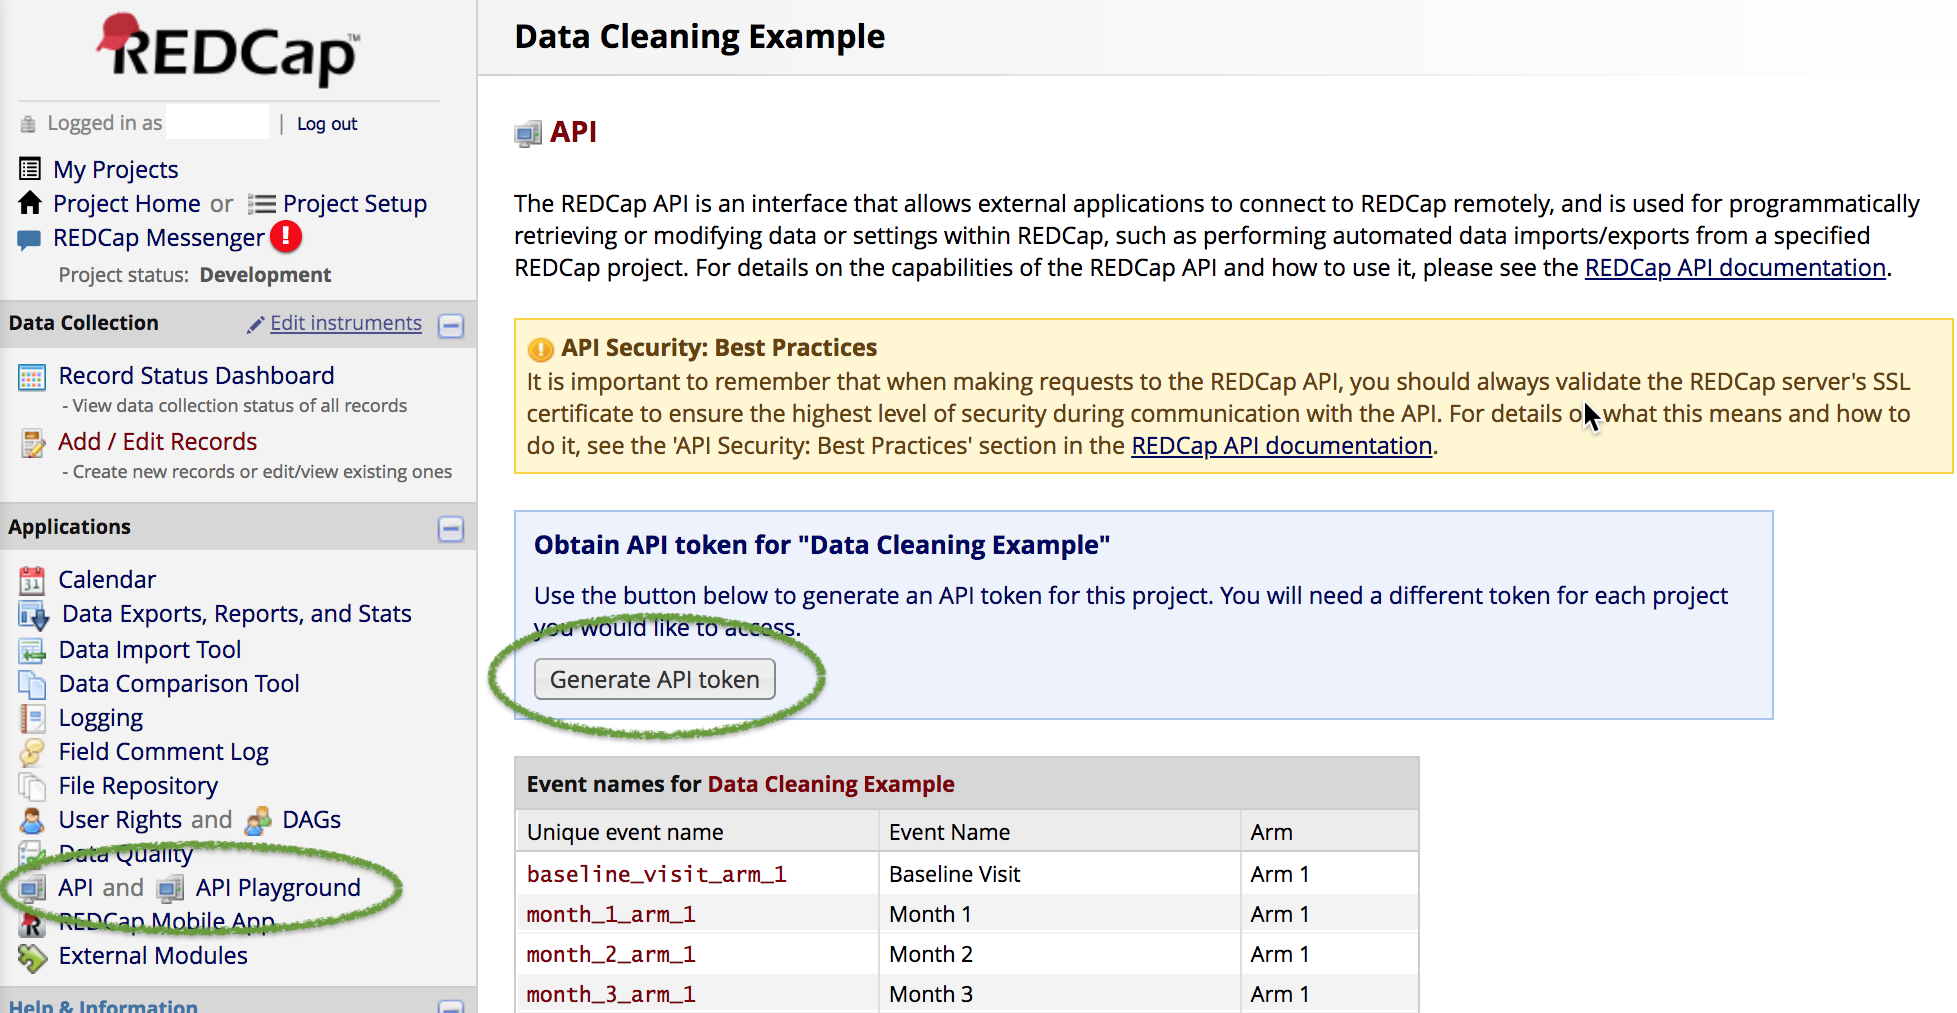 REDCap™
Logged in as | Log out
My Projects
Project Home or Project Setup
REDCap Messenger !
Project status: Development
Data Collection Edit instruments
Record Status Dashboard
- View data collection status of all records
Add / Edit Records
- Create new records or edit/view existing ones
Applications
Calendar
Data Exports, Reports, and Stats
Data Import Tool
Data Comparison Tool
Logging
Field Comment Log
File Repository
User Rights and DAGs
Data Quality
API and API Playground
REDCap Mobile App
External Modules
Help & Information
Data Cleaning Example
API
The REDCap API is an interface that allows external applications to connect to REDCap remotely, and is used for programmatically
retrieving or modifying data or settings within REDCap, such as performing automated data imports/exports from a specified
REDCap project. For details on the capabilities of the REDCap API and how to use it, please see the REDCap API documentation.
API Security: Best Practices
It is important to remember that when making requests to the REDCap API, you should always validate the REDCap server's SSL
certificate to ensure the highest level of security during communication with the API. For details on what this means and how to
do it, see the 'API Security: Best Practices' section in the REDCap API documentation.
Obtain API token for "Data Cleaning Example"
Use the button below to generate an API token for this project. You will need a different token for each project
you would like to access.
Generate API token
Event names for Data Cleaning Example
Unique event name Event Name Arm
baseline_visit_arm_1 Baseline Visit Arm 1
month_1_arm_1 Month 1 Arm 1
month_2_arm_1 Month 2 Arm 1
month_3_arm_1 Month 3 Arm 1